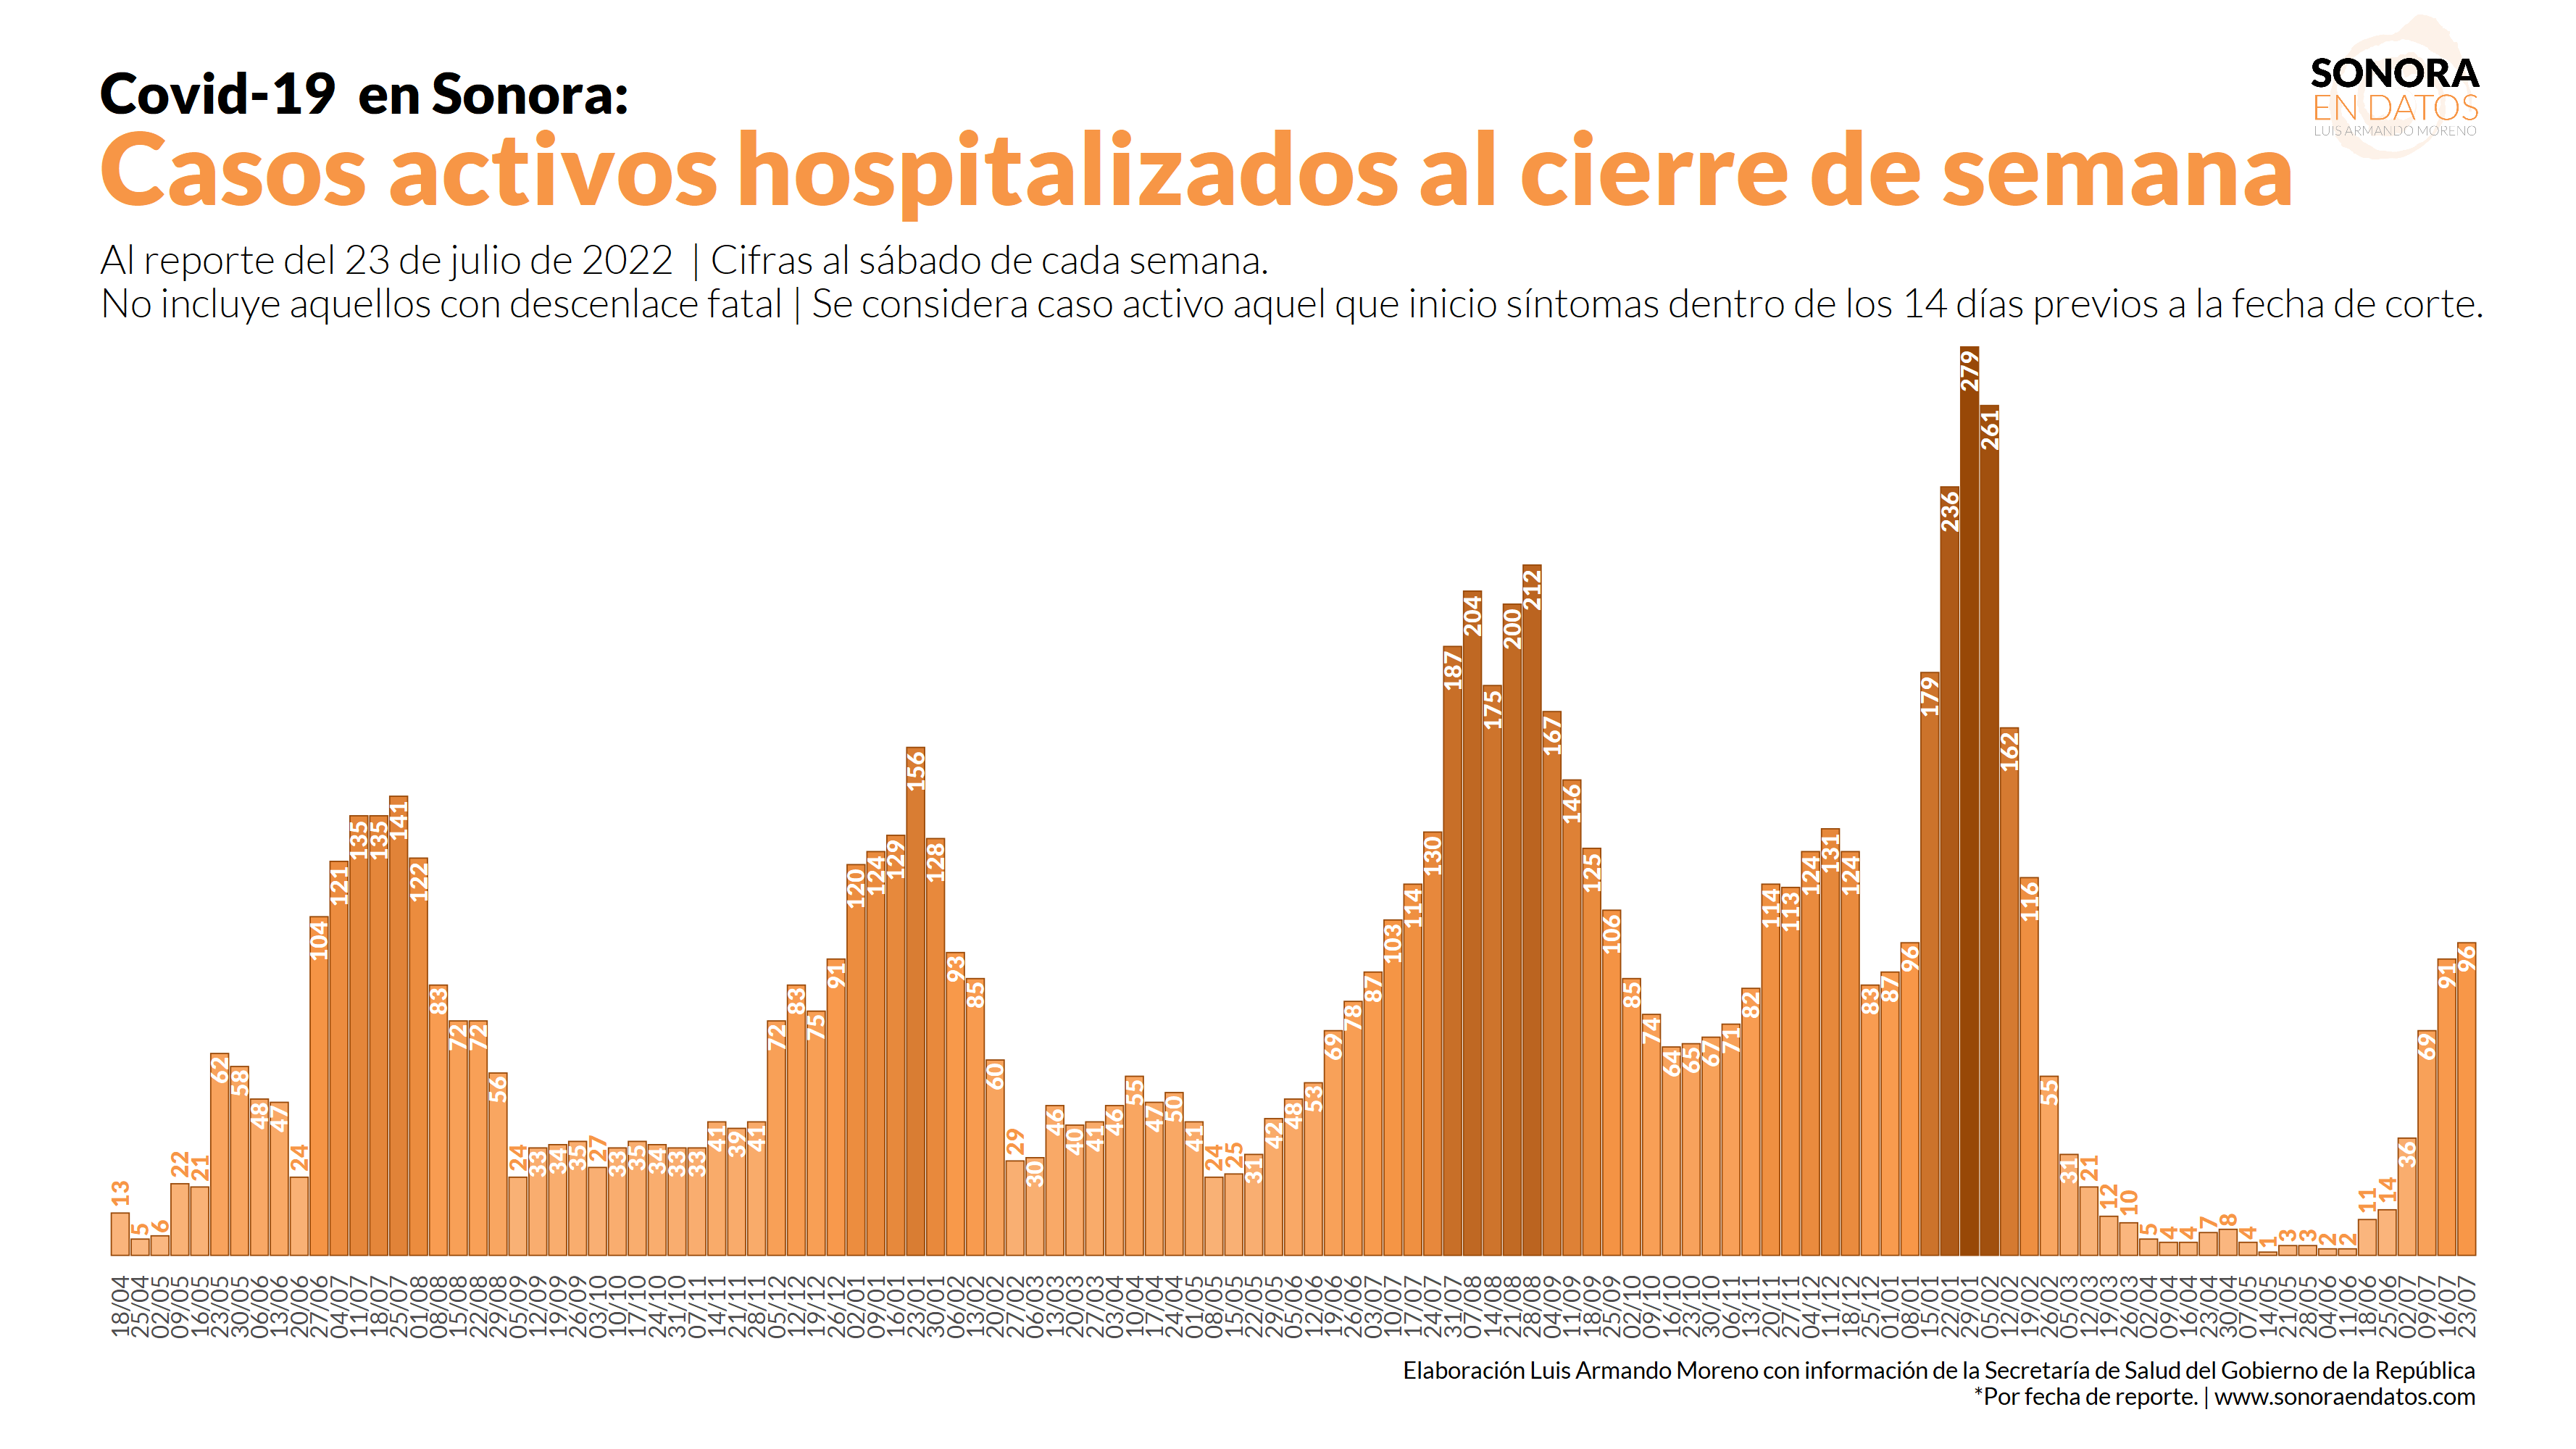 Covid-19 en Sonora:
Casos activos hospitalizados al cierre de semana
SONORA
EN DATOS
LUIS ARMANDO MORENO
Al reporte del 23 de julio de 2022 | Cifras al sábado de cada semana.
No incluye aquellos con descenlace fatal | Se considera caso activo aquel que inicio síntomas dentro de los 14 días previos a la fecha de corte.
13 5 6 22 21 62 58 48 47 24 104 121 135 135 141 122 83 72 72 56 24 33 34 35 27 33 35 34 33 33 41 39 41 72 83 75 91 120 124 129 156 128 93 85 60 29 30 46 40 41 46 55 47 50 41 24 25 31 42 48 53 69 78 87 103 114 130 187 204 175 200 212 167 146 125 106 85 74 64 65 67 71 82 114 113 124 131 124 83 87 96 179 236 279 261 162 116 55 31 21 12 10 5 4 4 7 8 4 1 3 3 2 2 11 14 36 69 91 96
18/04 25/04 02/05 09/05 16/05 23/05 30/05 06/06 13/06 20/06 27/06 04/07 11/07 18/07 25/07 01/08 08/08 15/08 22/08 29/08 05/09 12/09 19/09 26/09 03/10 10/10 17/10 24/10 31/10 07/11 14/11 21/11 28/11 05/12 12/12 19/12 26/12 02/01 09/01 16/01 23/01 30/01 06/02 13/02 20/02 27/02 06/03 13/03 20/03 27/03 03/04 10/04 17/04 24/04 01/05 08/05 15/05 22/05 29/05 05/06 12/06 19/06 26/06 03/07 10/07 17/07 24/07 31/07 07/08 14/08 21/08 28/08 04/09 11/09 18/09 25/09 02/10 09/10 16/10 23/10 30/10 06/11 13/11 20/11 27/11 04/12 11/12 18/12 25/12 01/01 08/01 15/01 22/01 29/01 05/02 12/02 19/02 26/02 05/03 12/03 19/03 26/03 02/04 09/04 16/04 23/04 30/04 07/05 14/05 21/05 28/05 04/06 11/06 18/06 25/06 02/07 09/07 16/07 23/07
Elaboración Luis Armando Moreno con información de la Secretaría de Salud del Gobierno de la República
*Por fecha de reporte. | www.sonoraendatos.com